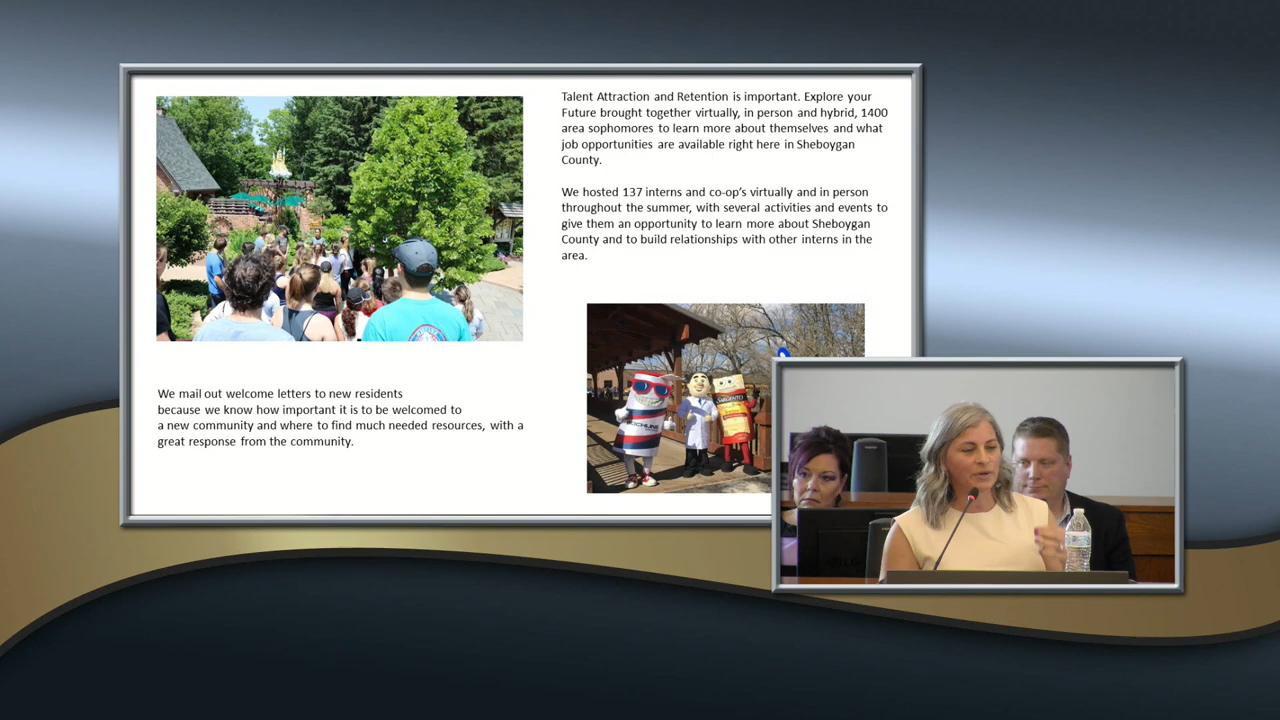 Talent Attraction and Retention is important. Explore your
Future brought together virtually, in person and hybrid, 1400
area sophomores to learn more about themselves and what
job opportunities are available right here in Sheboygan
County.
We hosted 137 interns and co-op's virtually and in person
throughout the summer, with several activities and events to
give them an opportunity to learn more about Sheboygan
County and to build relationships with other interns in the
area.
We mail out welcome letters to new residents
because we know how important it is to be welcomed to
a new community and where to find much needed resources, with a
great response from the community.
SARGENTO
LG